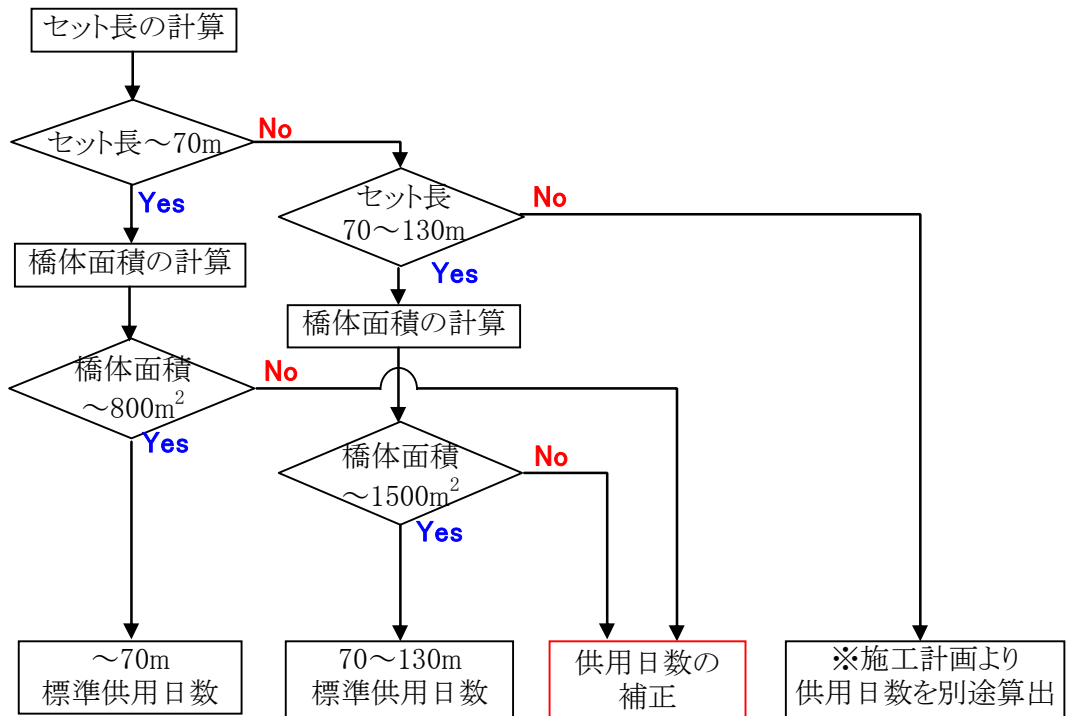 セット長の計算
セット長～70m
No
Yes
セット長
70～130m
No
Yes
橋体面積の計算
橋体面積の計算
橋体面積
～800m²
No
Yes
橋体面積
～1500m²
No
Yes
～70m
標準供用日数
70～130m
標準供用日数
供用日数の
補正
※施工計画より
供用日数を別途算出